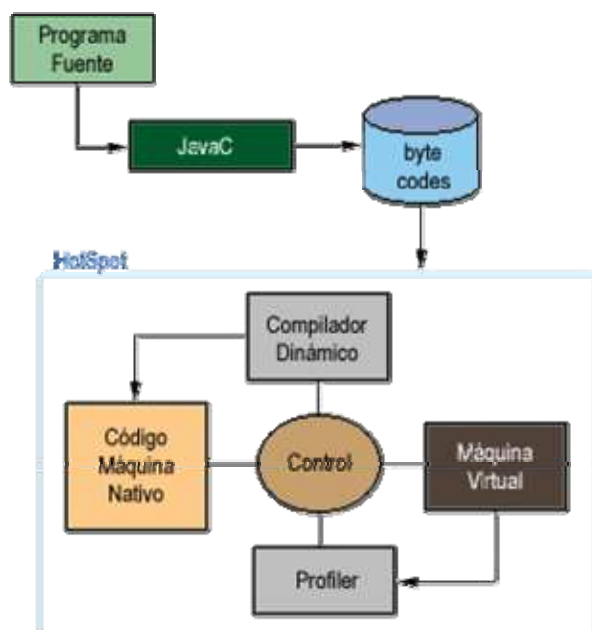 Programa
Fuente
JavaC
byte
codes
HotSpot
Compilador
Dinámico
Código
Máquina
Nativo
Control
Máquina
Virtual
Profiler